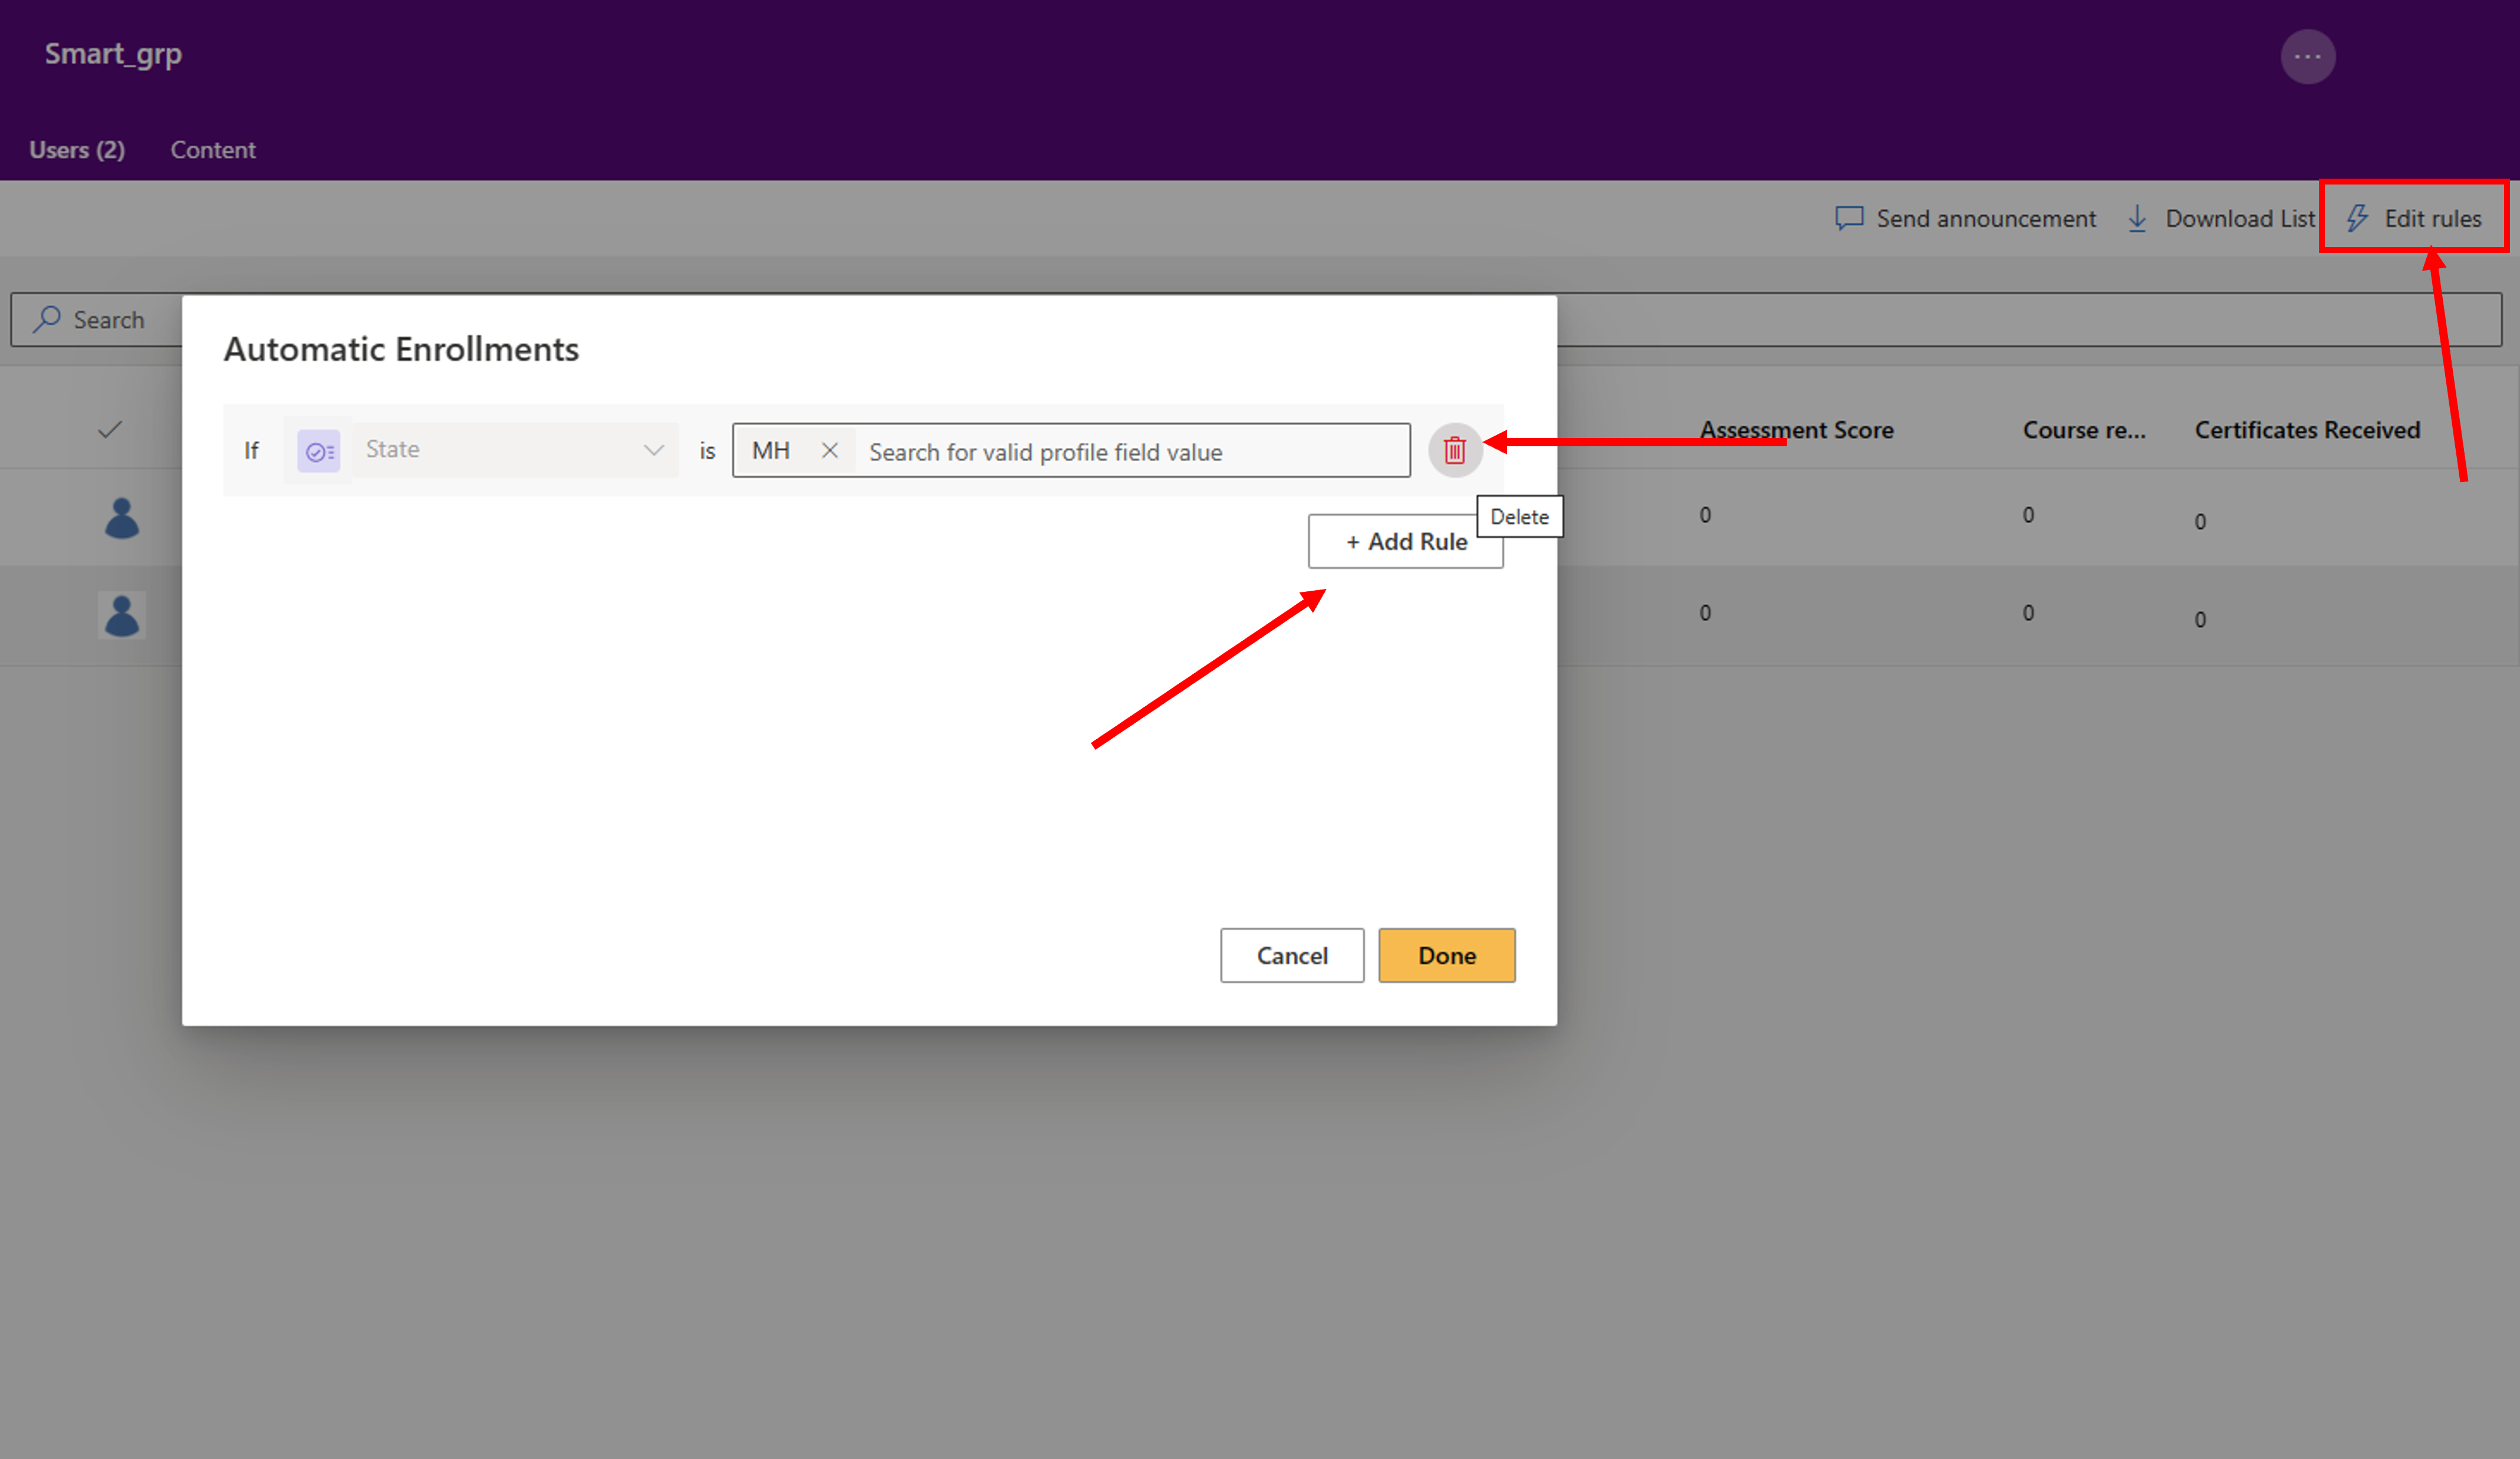 Smart_grp
...
Users (2) Content
Send announcement Download List Edit rules
Search
Automatic Enrollments
If State is MH Search for valid profile field value
Delete
+ Add Rule
Cancel Done
Assessment Score Course re... Certificates Received
0 0 0
0 0 0